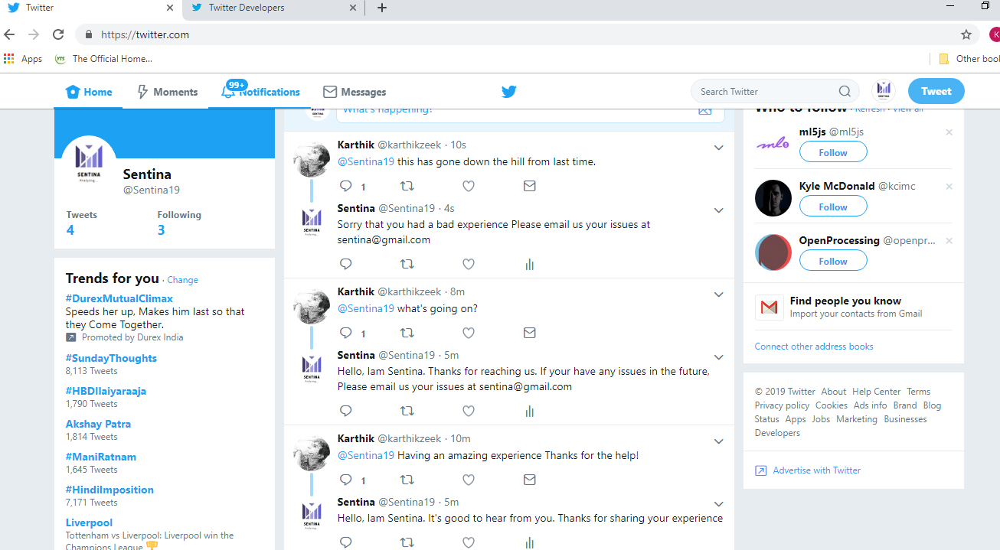 Twitter
Twitter Developers
https://twitter.com
K
Apps
YTS
The Official Home...
Other book
Home
Moments
99+
Notifications
Messages
Search Twitter
Tweet
Sentina
@Sentina19
Tweets
Following
4
3
SENTINA
Analyzing...
Trends for you · Change
#DurexMutualClimax
Speeds her up, Makes him last so that
they Come Together.
Promoted by Durex India
#SundayThoughts
8,113 Tweets
#HBDIlaiyaraaja
1,790 Tweets
Akshay Patra
1,814 Tweets
#ManiRatnam
1,645 Tweets
#HindiImposition
7,171 Tweets
Liverpool
Tottenham vs Liverpool: Liverpool win the
Champions League 🏆
What's happening?
Karthik @karthikzeek · 10s
@Sentina19 this has gone down the hill from last time.
1
Sentina @Sentina19 · 4s
SENTINA
Sorry that you had a bad experience Please email us your issues at
sentina@gmail.com
Karthik @karthikzeek · 8m
@Sentina19 what's going on?
1
Sentina @Sentina19 · 5m
SENTINA
Hello, Iam Sentina. Thanks for reaching us. If your have any issues in the future,
Please email us your issues at sentina@gmail.com
Karthik @karthikzeek · 10m
@Sentina19 Having an amazing experience Thanks for the help!
1
Sentina @Sentina19 · 5m
SENTINA
Hello, Iam Sentina. It's good to hear from you. Thanks for sharing your experience
Who to follow · Refresh · View all
ml5js @ml5js
Follow
Kyle McDonald @kcimc
Follow
OpenProcessing @openpr...
Follow
Find people you know
Import your contacts from Gmail
Connect other address books
© 2019 Twitter About Help Center Terms
Privacy policy Cookies Ads info Brand Blog
Status Apps Jobs Marketing Businesses
Developers
Advertise with Twitter